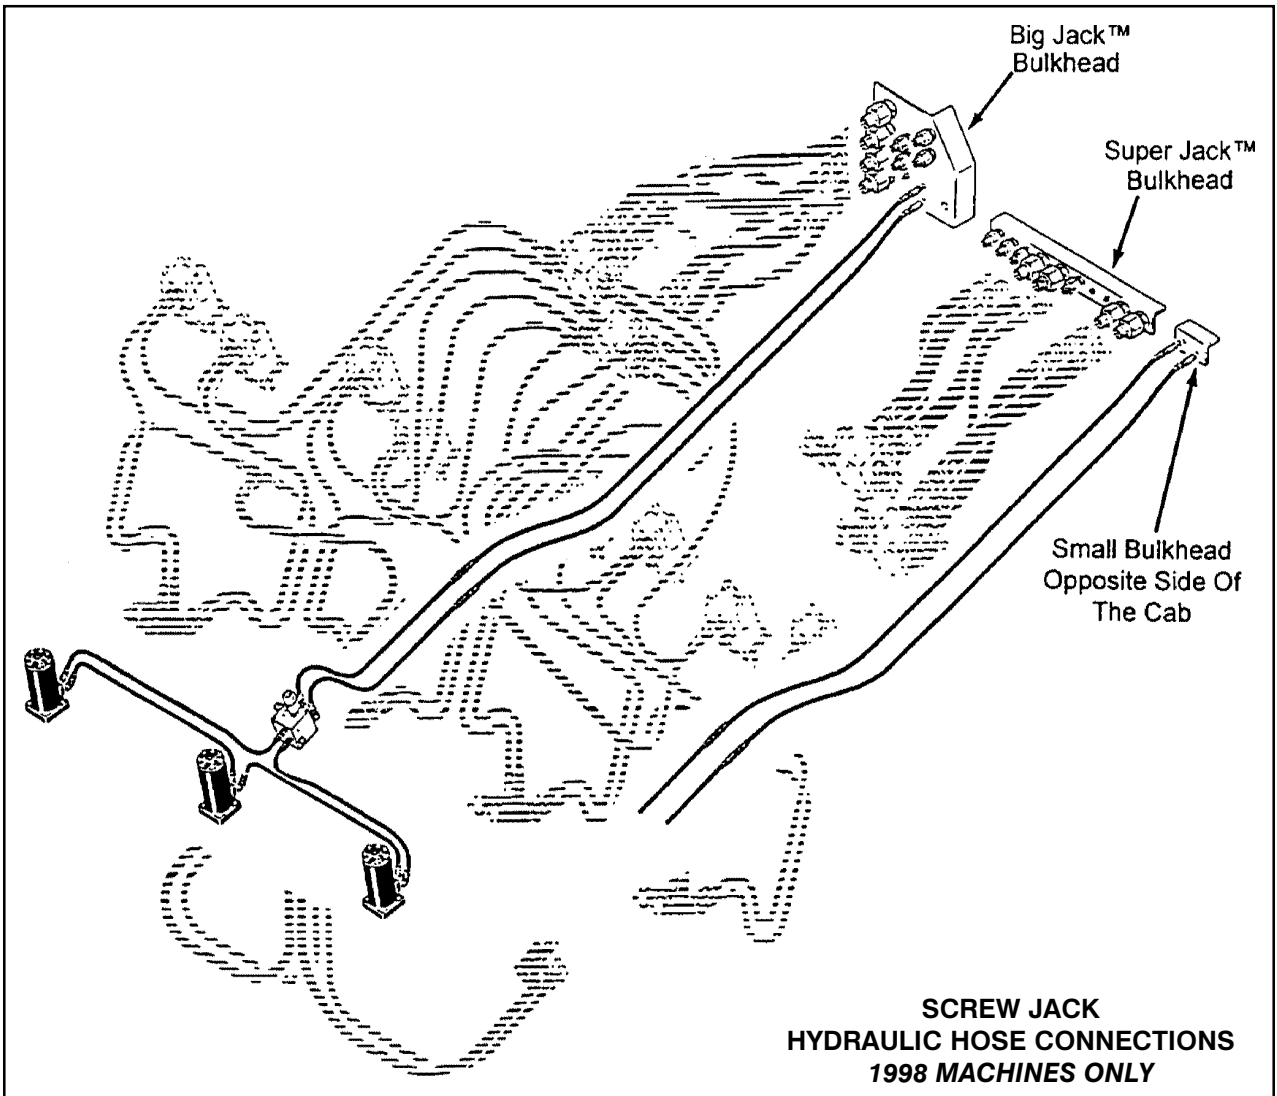 Big Jack™
Bulkhead
Super Jack™
Bulkhead
Small Bulkhead
Opposite Side Of
The Cab
SCREW JACK
HYDRAULIC HOSE CONNECTIONS
1998 MACHINES ONLY